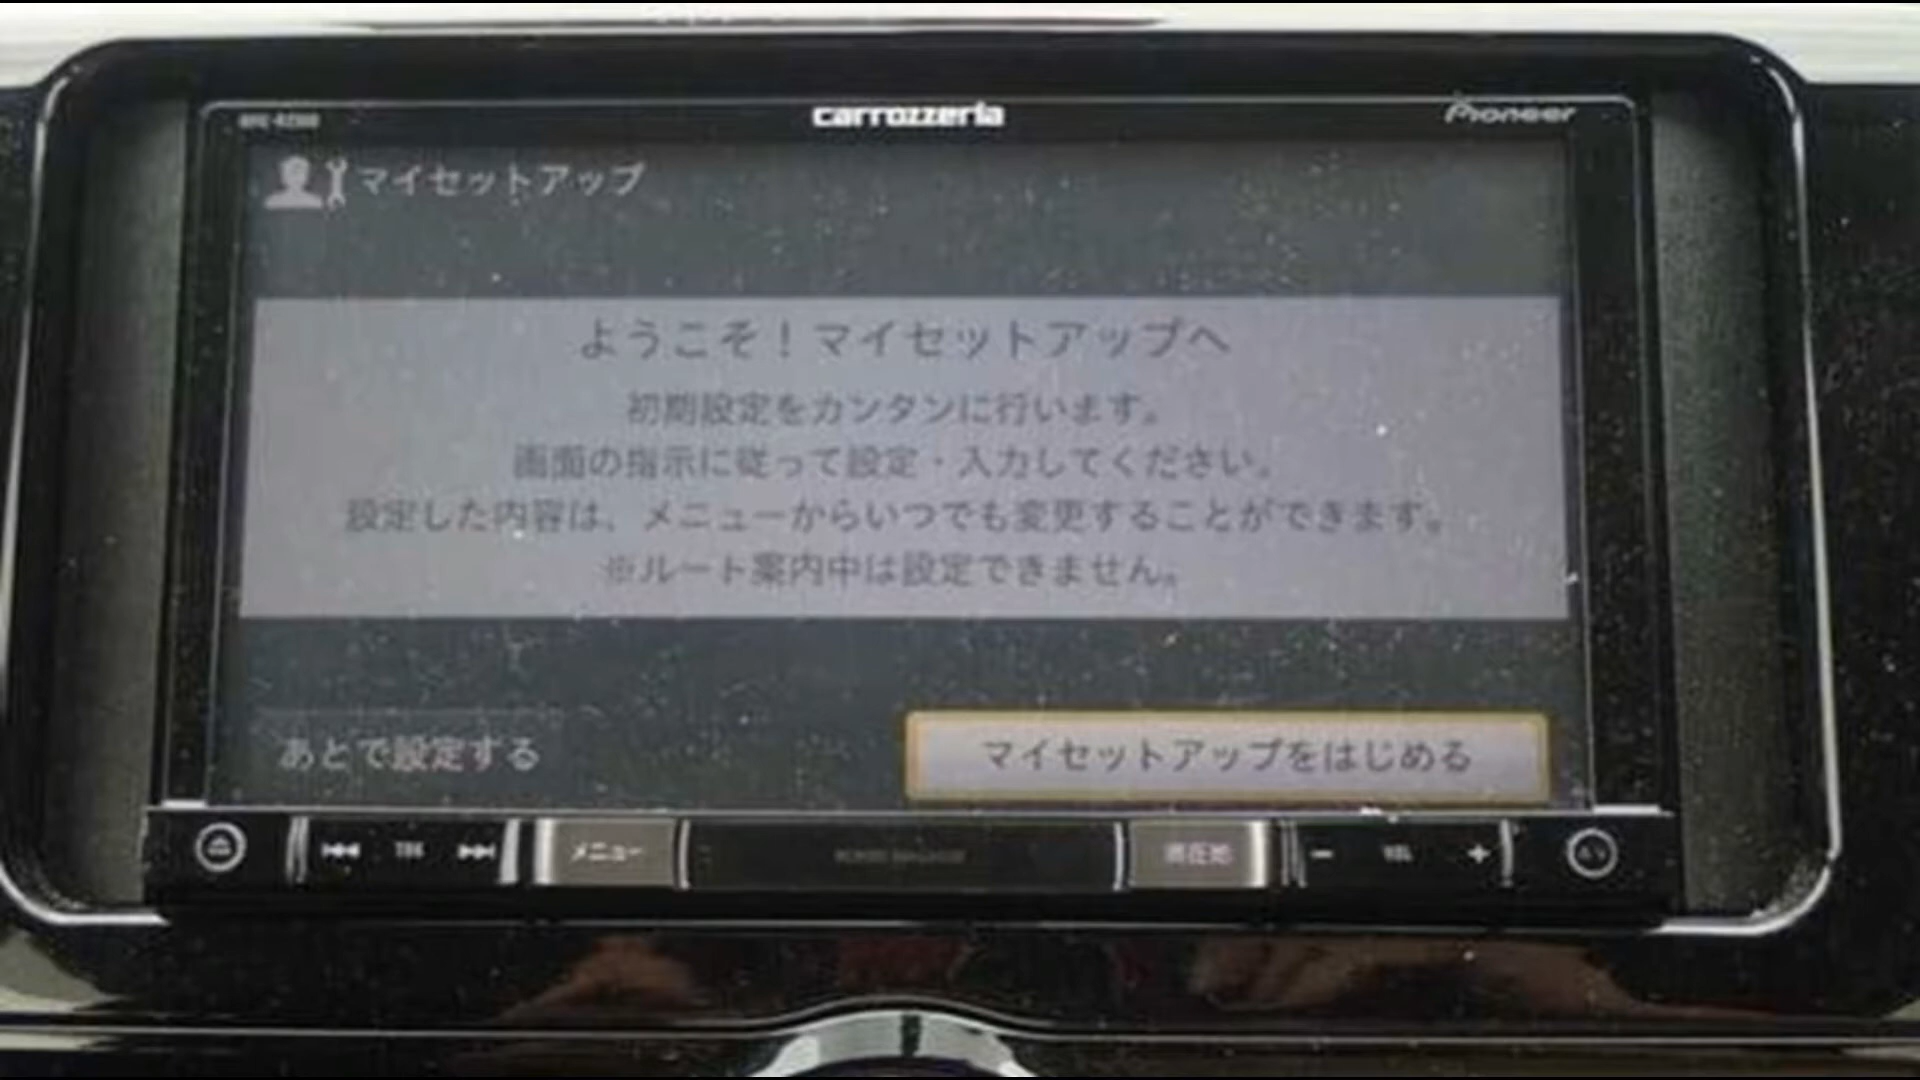 carrozzeria
Pioneer
マイセットアップ
ようこそ！マイセットアップへ
初期設定をカンタンに行います。
画面の指示に従って設定・入力してください。
設定した内容は、メニューからいつでも変更することができます。
※ルート案内中は設定できません。
あとで設定する
マイセットアップをはじめる
メニュー
現在地
− VOL +